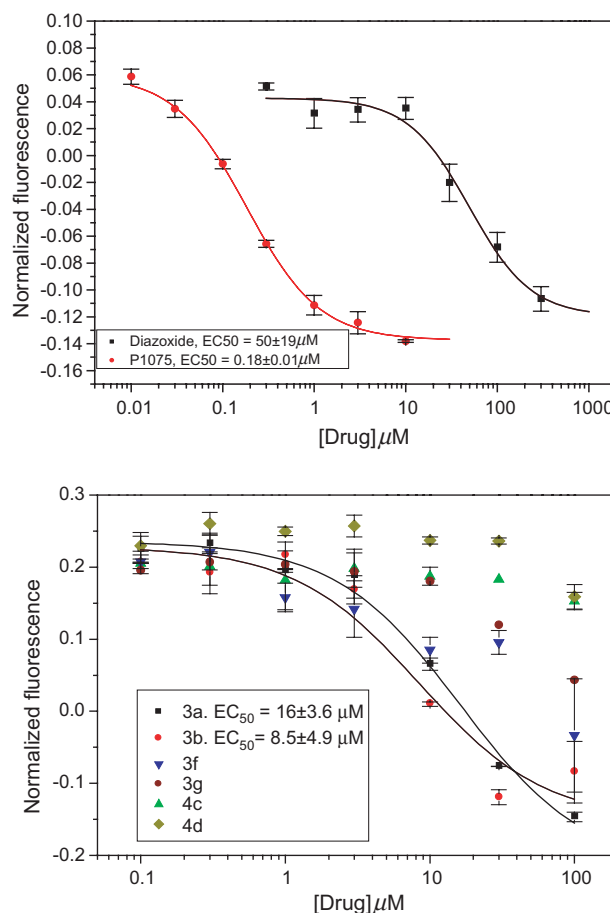 0.10
0.08
0.06
0.04
0.02
0.00
-0.02
-0.04
-0.06
-0.08
-0.10
-0.12
-0.14
-0.16
Normalized fluorescence
Diazoxide, EC50 = 50±19μM
P1075, EC50 = 0.18±0.01μM
0.01 0.1 1 10 100 1000
[Drug]μM
0.3
0.2
0.1
0.0
-0.1
-0.2
Normalized fluorescence
3a. EC50 = 16±3.6 μM
3b. EC50= 8.5±4.9 μM
3f
3g
4c
4d
0.1 1 10 100
[Drug]μM